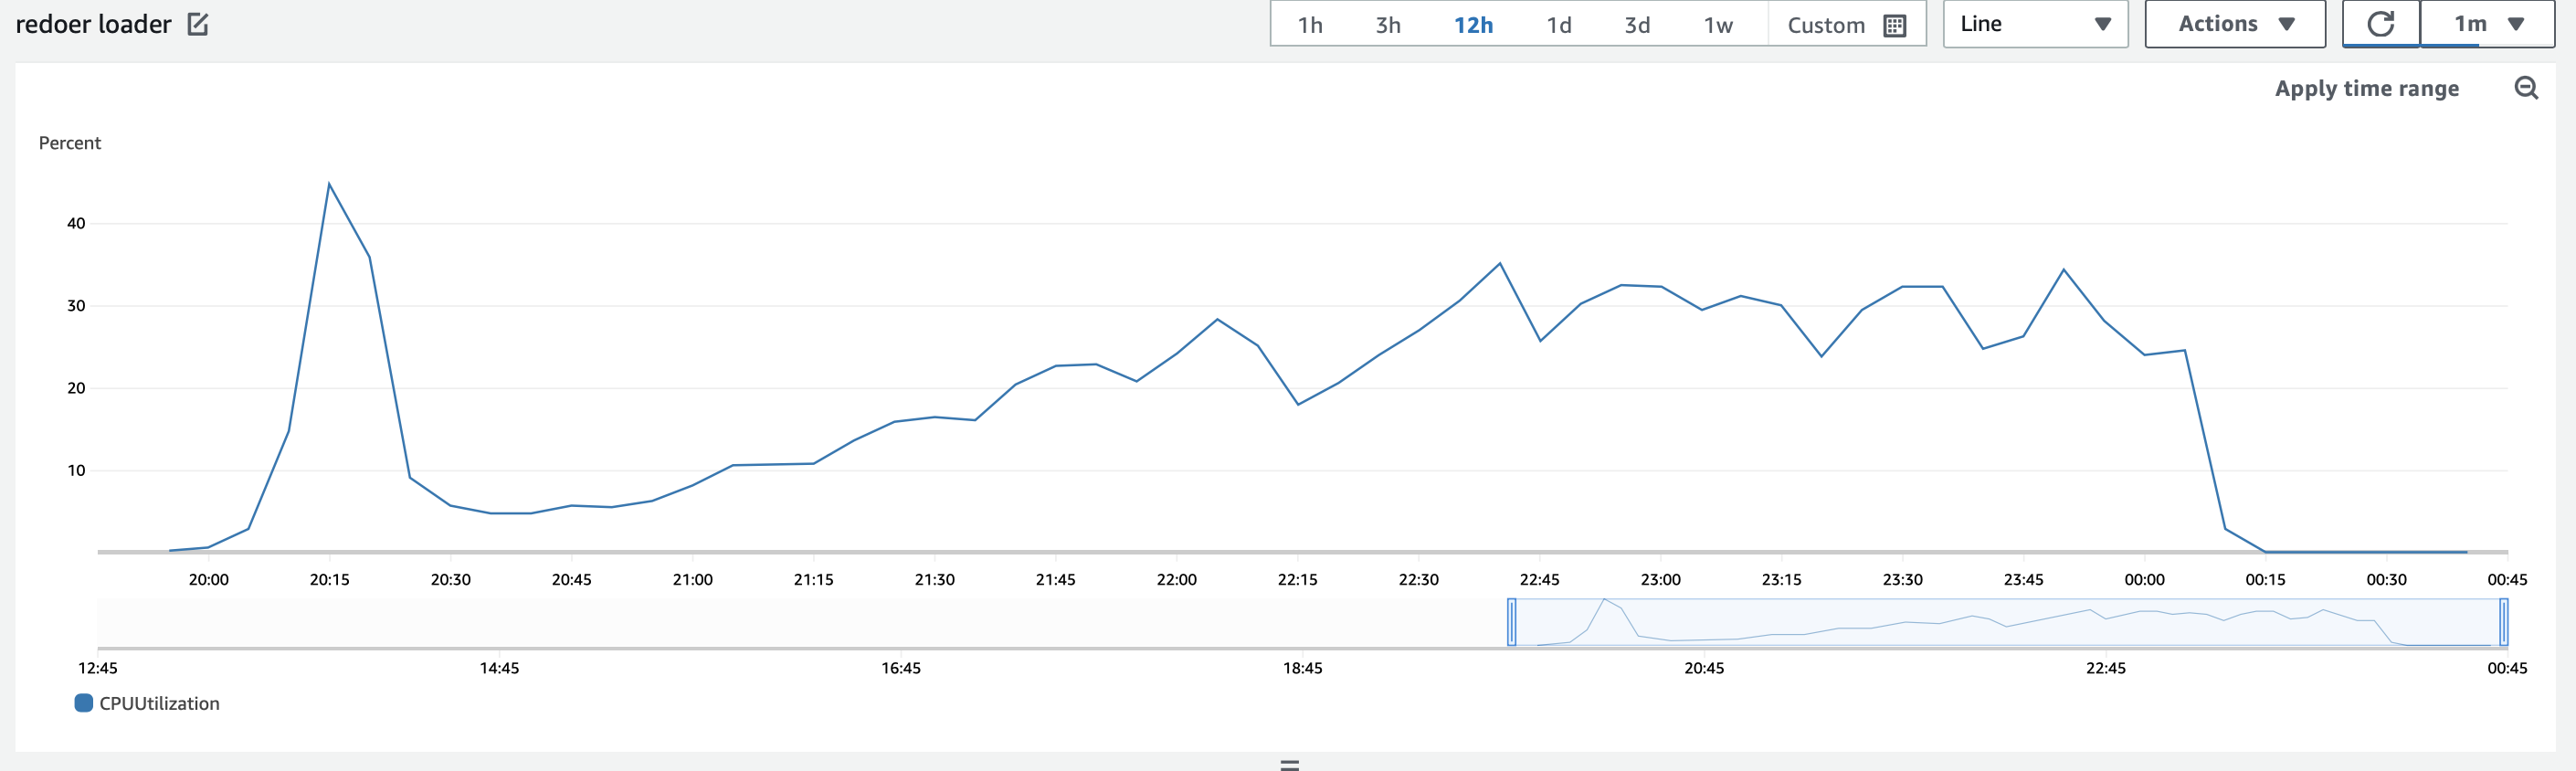 redoer loader
1h 3h 12h 1d 3d 1w Custom Line Actions 1m
Apply time range
Percent
40
30
20
10
20:00 20:15 20:30 20:45 21:00 21:15 21:30 21:45 22:00 22:15 22:30 22:45 23:00 23:15 23:30 23:45 00:00 00:15 00:30 00:45
12:45 14:45 16:45 18:45 20:45 22:45 00:45
CPUUtilization